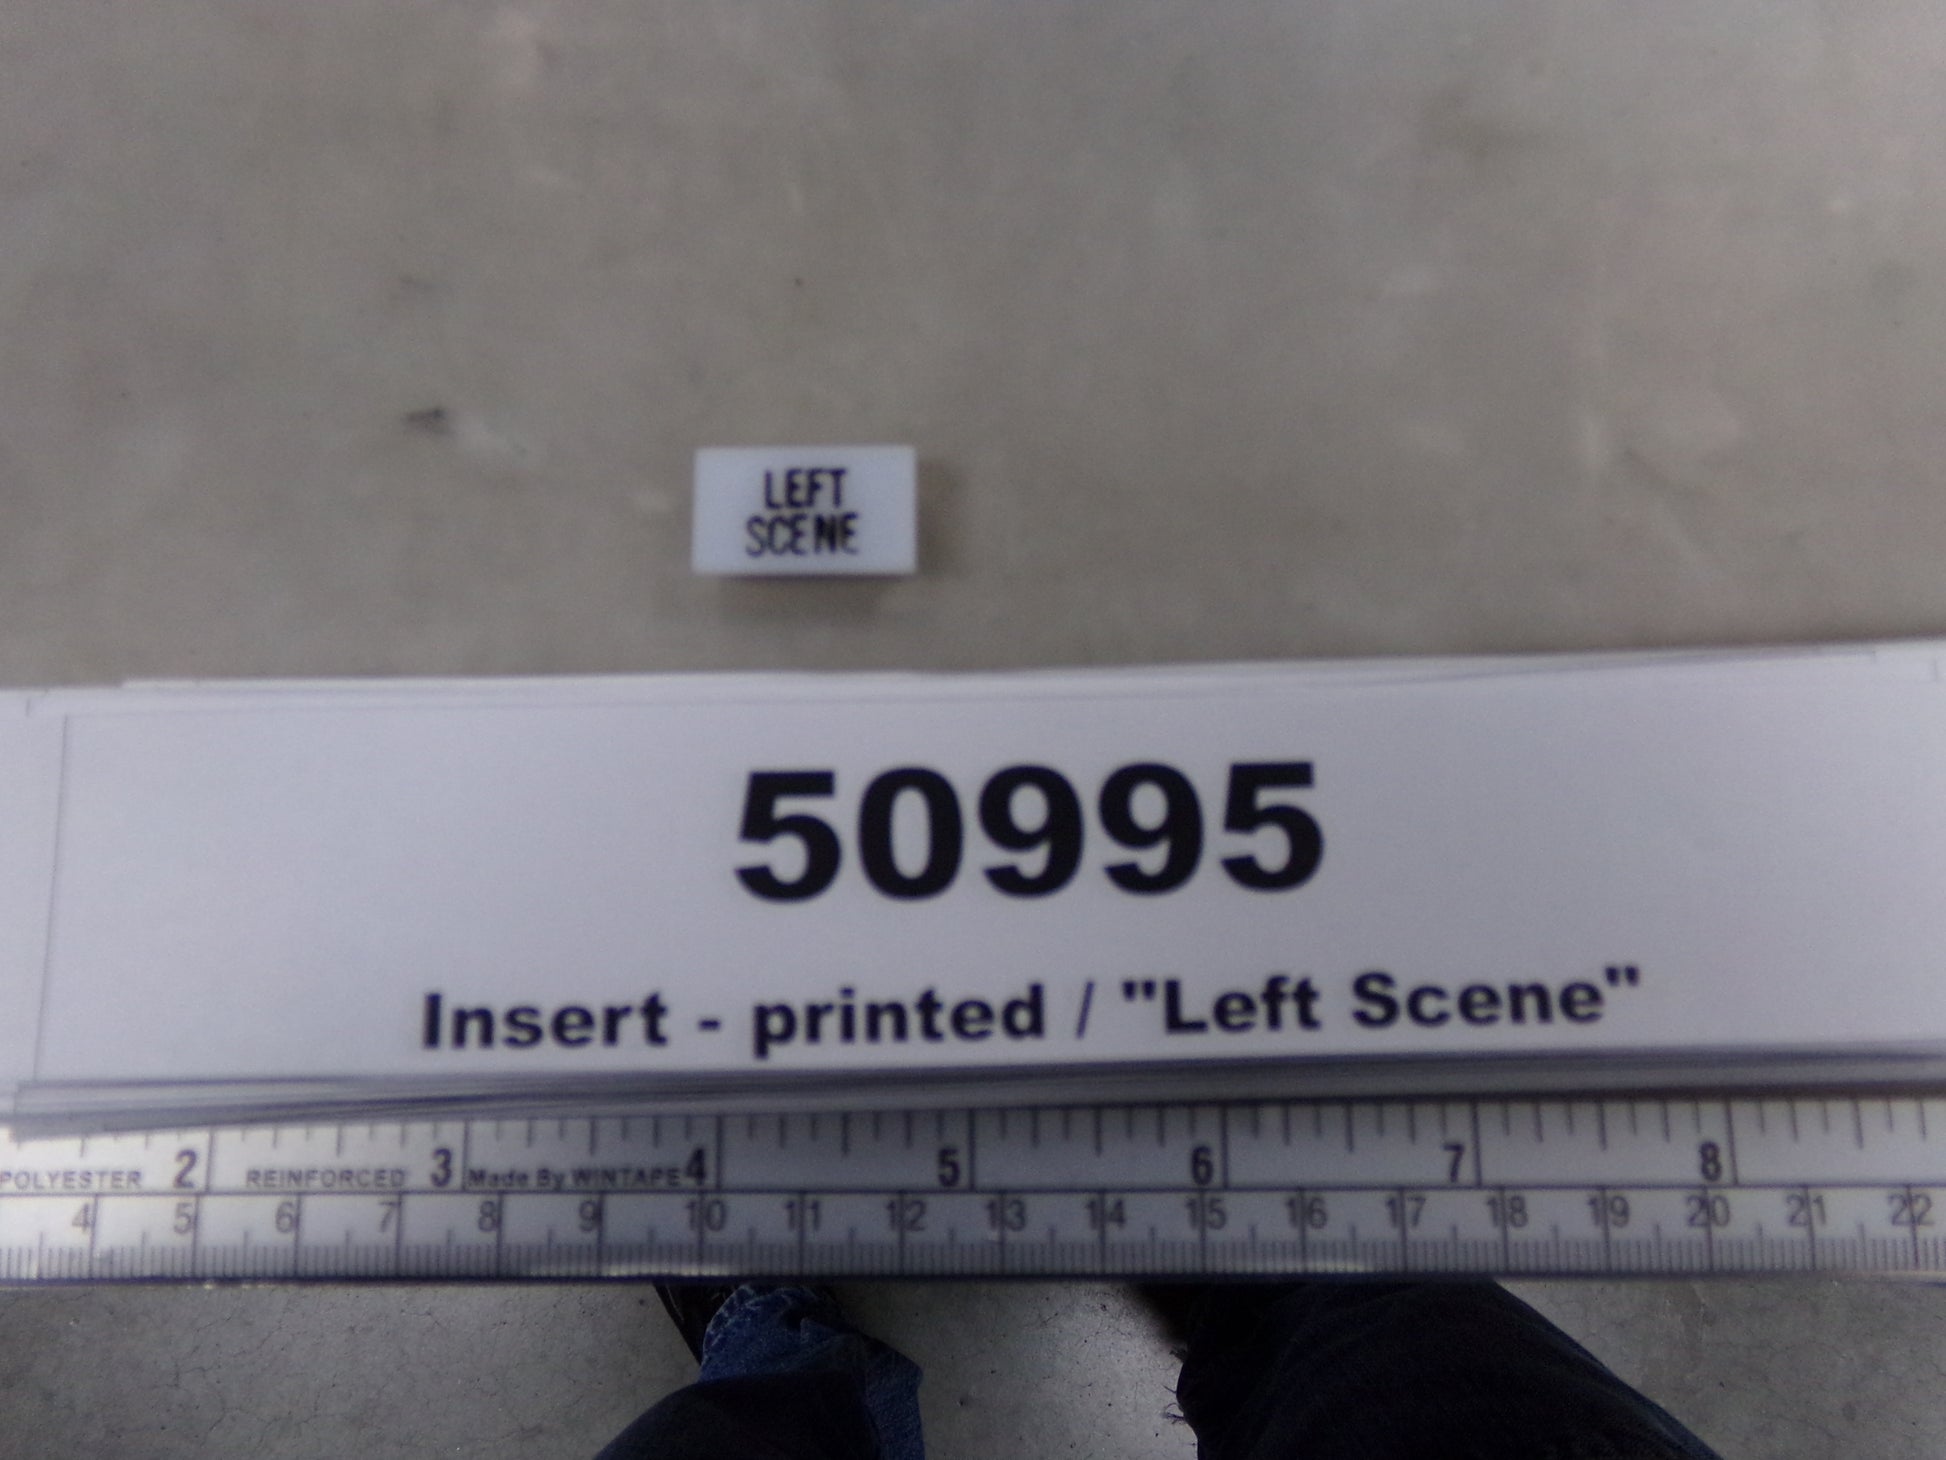 LEFT
SCENE
50995
Insert - printed / "Left Scene"
POLYESTER 2 REINFORCED 3 Made By WINTAPE 4 5 6 7 8
4 5 6 7 8 9 10 11 12 13 14 15 16 17 18 19 20 21 22